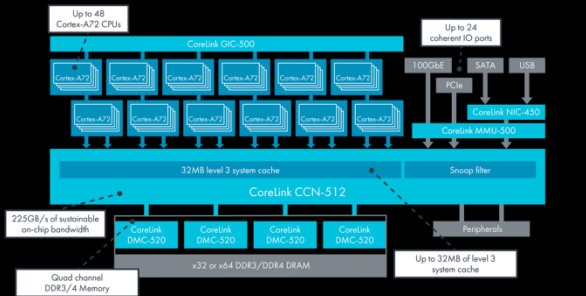 Up to 48
Cortex-A72 CPUs
Up to 24
coherent IO ports
CoreLink GIC-500
Cortex-A72
Cortex-A72
Cortex-A72
Cortex-A72
Cortex-A72
Cortex-A72
100GbE
SATA
USB
PCIe
Cortex-A72
Cortex-A72
Cortex-A72
Cortex-A72
Cortex-A72
Cortex-A72
CoreLink NIC-450
CoreLink MMU-500
32MB level 3 system cache
Snoop filter
CoreLink CCN-512
225GB/s of sustainable
on-chip bandwidth
CoreLink
DMC-520
CoreLink
DMC-520
CoreLink
DMC-520
CoreLink
DMC-520
Peripherals
x32 or x64 DDR3/DDR4 DRAM
Up to 32MB of level 3
system cache
Quad channel
DDR3/4 Memory